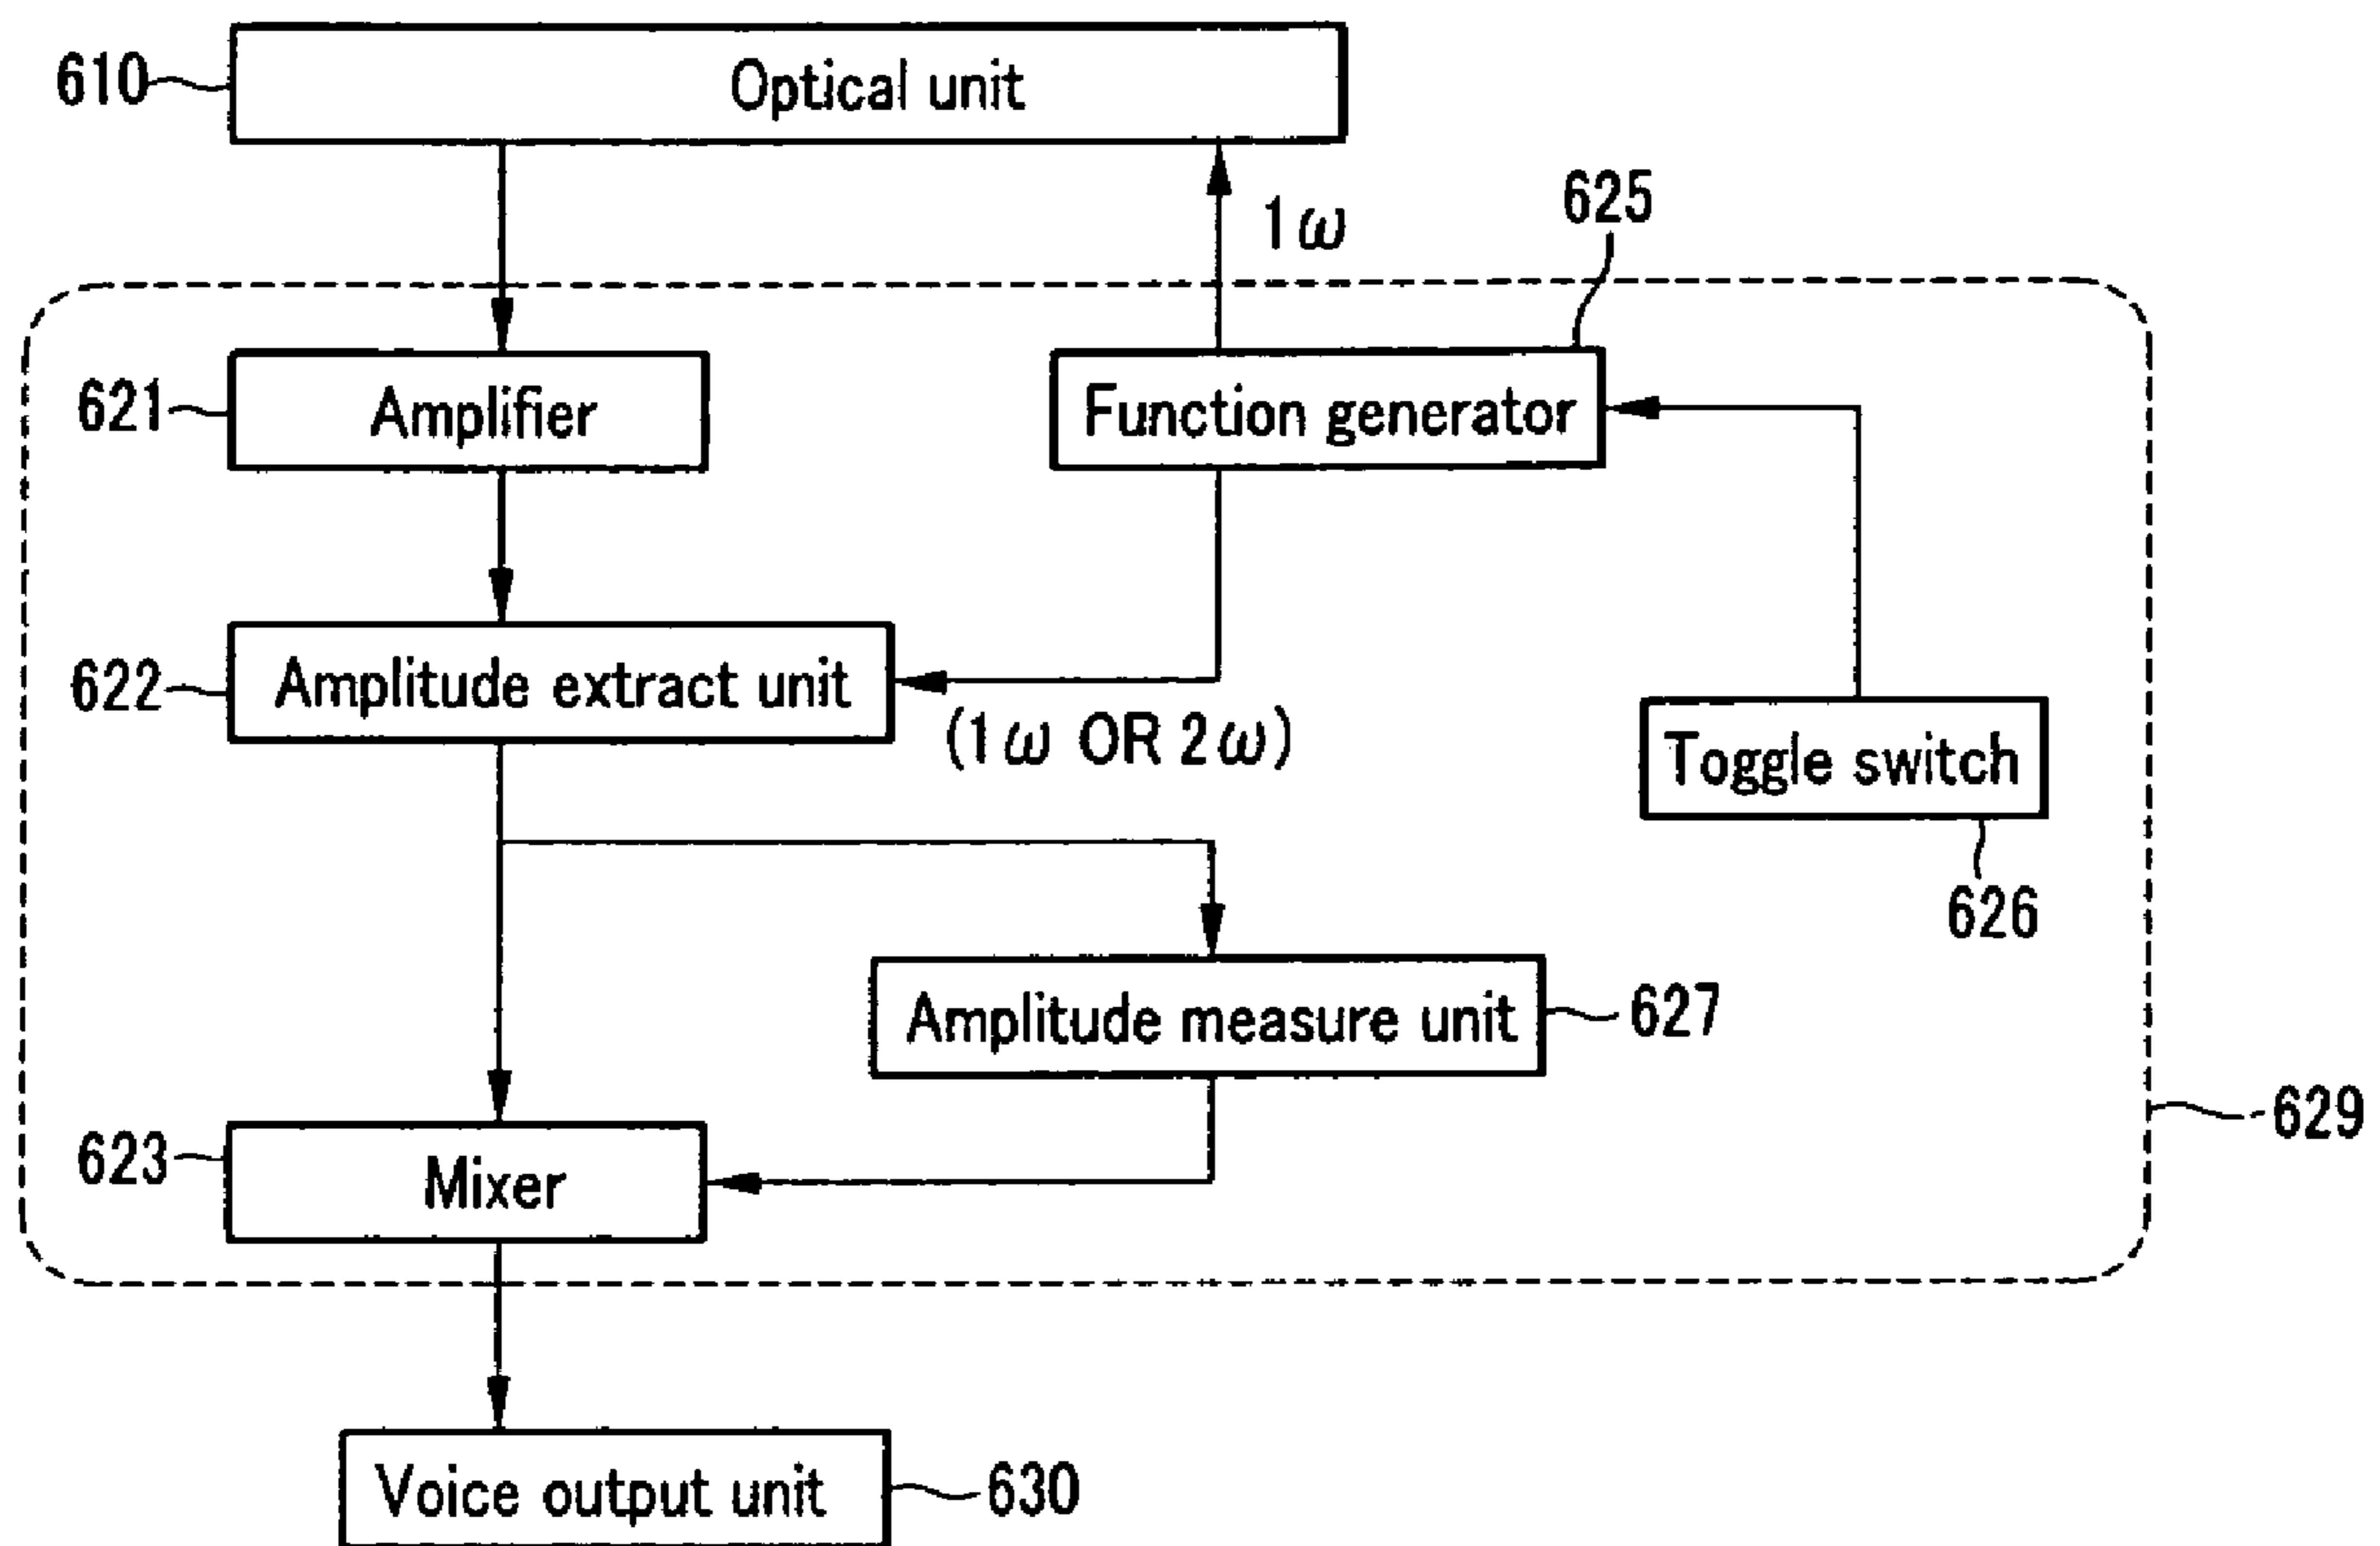 610
Optical unit
1ω
625
621
Amplifier
Function generator
622
Amplitude extract unit
(1ω OR 2ω)
Toggle switch
626
Amplitude measure unit
627
629
623
Mixer
Voice output unit
630